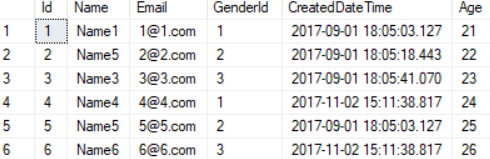 Id Name Email GenderId CreatedDateTime Age
1 1 Name1 1@1.com 1 2017-09-01 18:05:03.127 21
2 2 Name5 2@2.com 2 2017-09-01 18:05:18.443 22
3 3 Name3 3@3.com 3 2017-09-01 18:05:41.070 23
4 4 Name4 4@4.com 1 2017-11-02 15:11:38.817 24
5 5 Name5 5@5.com 2 2017-09-01 18:05:03.127 25
6 6 Name6 6@6.com 3 2017-11-02 15:11:38.817 26